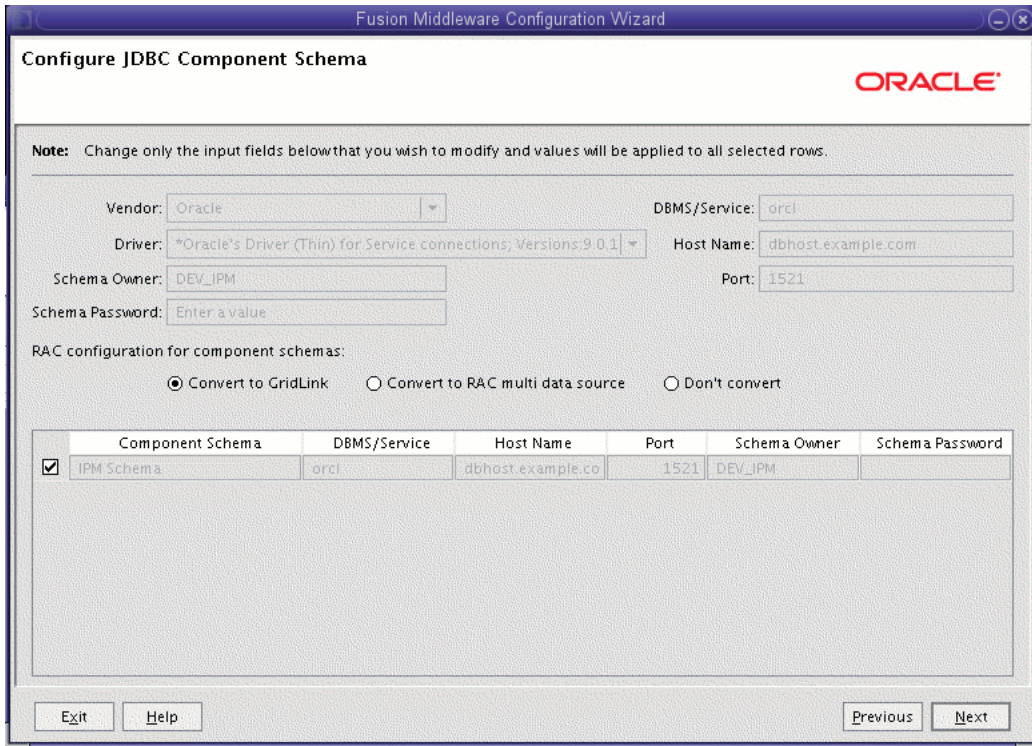 Fusion Middleware Configuration Wizard
Configure JDBC Component Schema
ORACLE
Note: Change only the input fields below that you wish to modify and values will be applied to all selected rows.
Vendor: Oracle DBMS/Service: orcl
Driver: *Oracle's Driver (Thin) for Service connections; Versions:9.0.1 Host Name: dbhost.example.com
Schema Owner: DEV_IPM Port: 1521
Schema Password: Enter a value
RAC configuration for component schemas:
Convert to GridLink Convert to RAC multi data source Don't convert
Component Schema DBMS/Service Host Name Port Schema Owner Schema Password
IPM Schema orcl dbhost.example.co 1521 DEV_IPM
Exit Help Previous Next